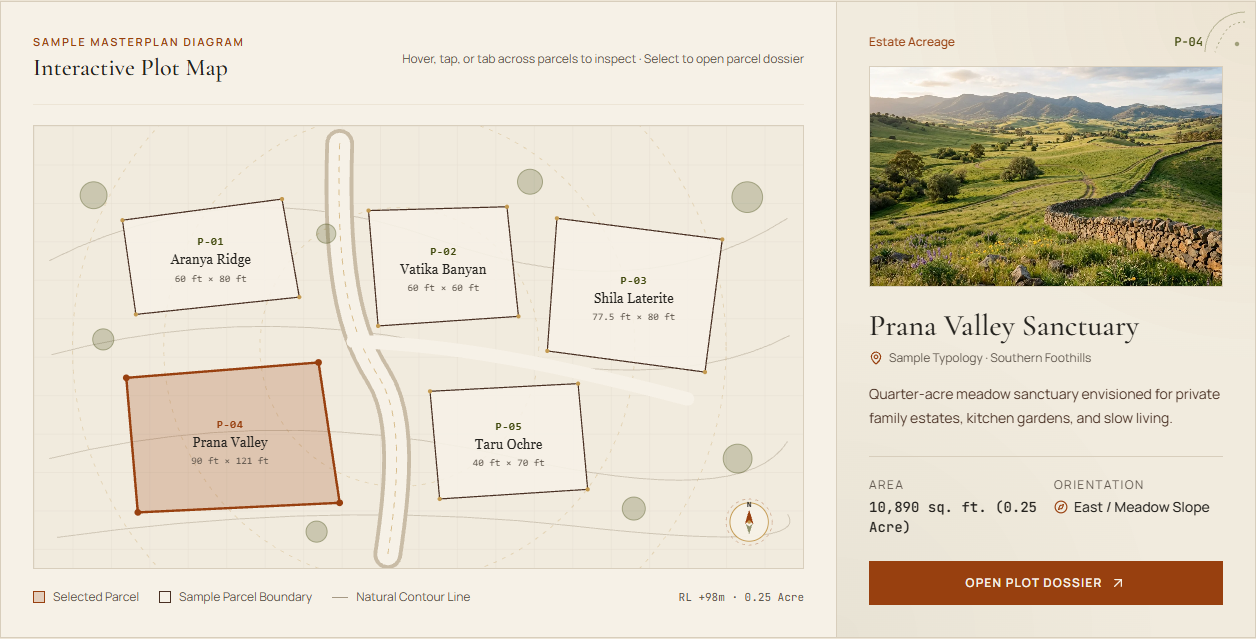 SAMPLE MASTERPLAN DIAGRAM
Interactive Plot Map
Hover, tap, or tab across parcels to inspect · Select to open parcel dossier
P-01
Aranya Ridge
60 ft × 80 ft
P-02
Vatika Banyan
60 ft × 60 ft
P-03
Shila Laterite
77.5 ft × 80 ft
P-04
Prana Valley
90 ft × 121 ft
P-05
Taru Ochre
40 ft × 70 ft
N
Selected Parcel
Sample Parcel Boundary
Natural Contour Line
RL +98m · 0.25 Acre
Estate Acreage
P-04
Prana Valley Sanctuary
Sample Typology · Southern Foothills
Quarter-acre meadow sanctuary envisioned for private
family estates, kitchen gardens, and slow living.
AREA
10,890 sq. ft. (0.25
Acre)
ORIENTATION
East / Meadow Slope
OPEN PLOT DOSSIER